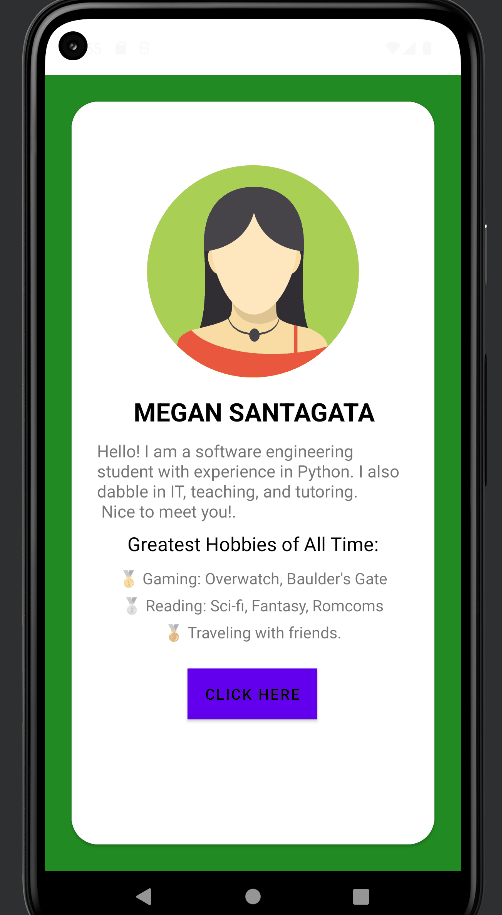 MEGAN SANTAGATA
Hello! I am a software engineering
student with experience in Python. I also
dabble in IT, teaching, and tutoring.
Nice to meet you!.
Greatest Hobbies of All Time:
🥇 Gaming: Overwatch, Baulder's Gate
🥈 Reading: Sci-fi, Fantasy, Romcoms
🥉 Traveling with friends.
CLICK HERE